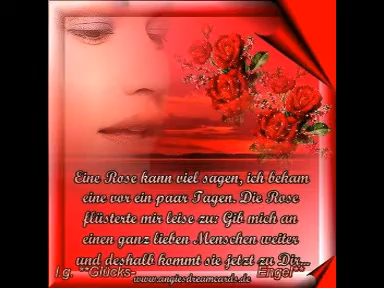 Eine Rose kann viel sagen, ich bekam
eine vor ein paar Tagen. Die Rose
flüsterte mir leise zu: Gib mich an
einen ganz lieben Menschen weiter
und deshalb kommt sie jetzt zu Dir...
l.g. **Glücks- Engel**
www.angiesdreamcards.de